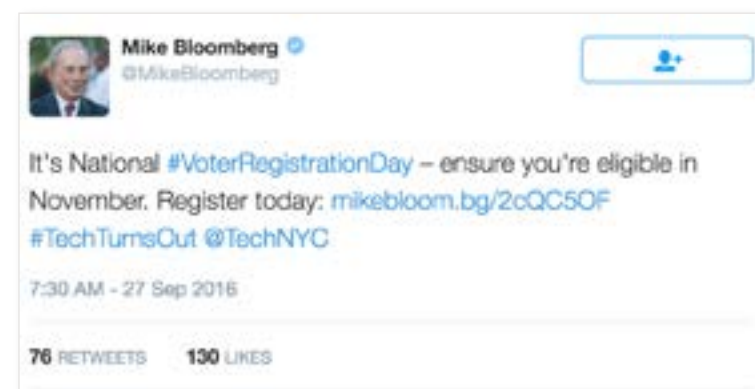 Mike Bloomberg
@MikeBloomberg
It's National #VoterRegistrationDay – ensure you're eligible in
November. Register today: mikebloom.bg/2cQC5OF
#TechTurnsOut @TechNYC
7:30 AM - 27 Sep 2016
76 RETWEETS 130 LIKES